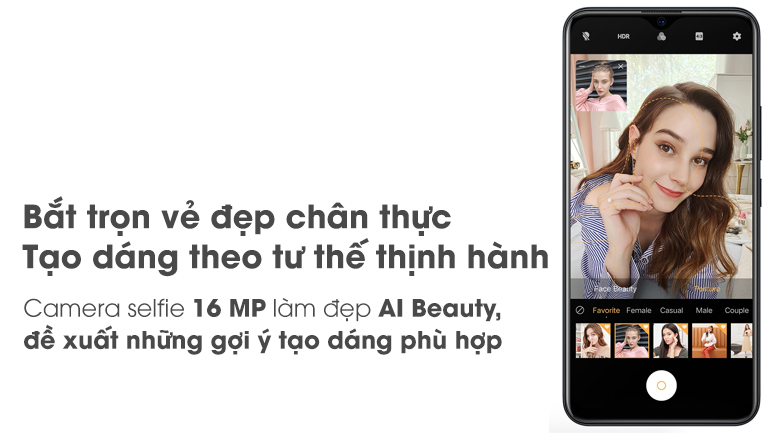 Bắt trọn vẻ đẹp chân thực
Tạo dáng theo tư thế thịnh hành
Camera selfie 16 MP làm đẹp AI Beauty,
đề xuất những gợi ý tạo dáng phù hợp
HDR
Face Beauty Posture
Favorite Female Casual Male Couple